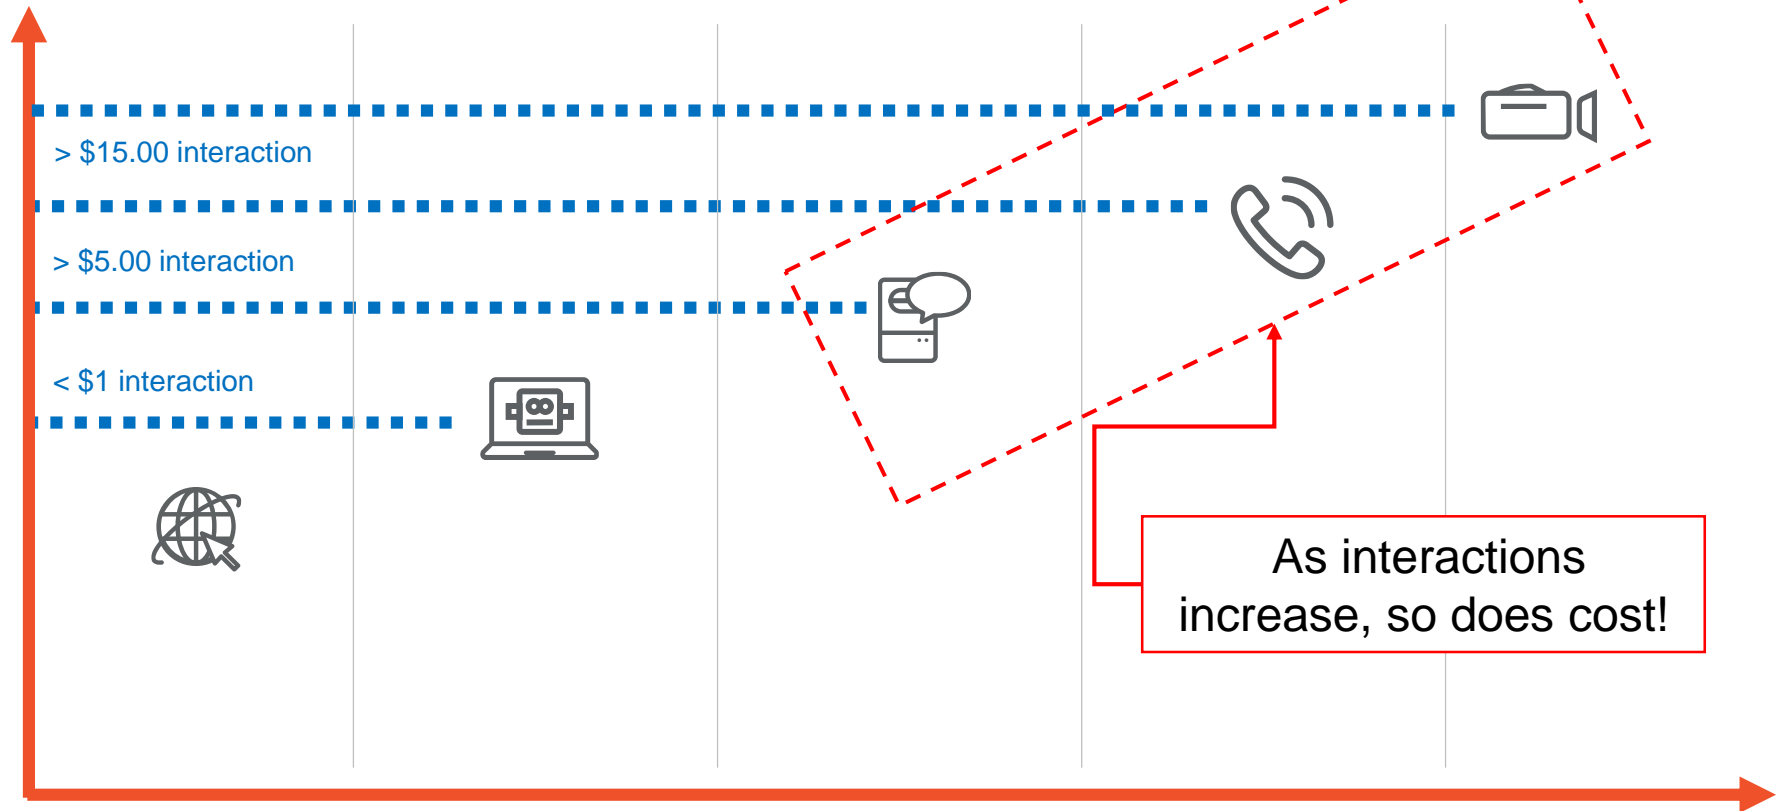 > $15.00 interaction
> $5.00 interaction
< $1 interaction
As interactions
increase, so does cost!